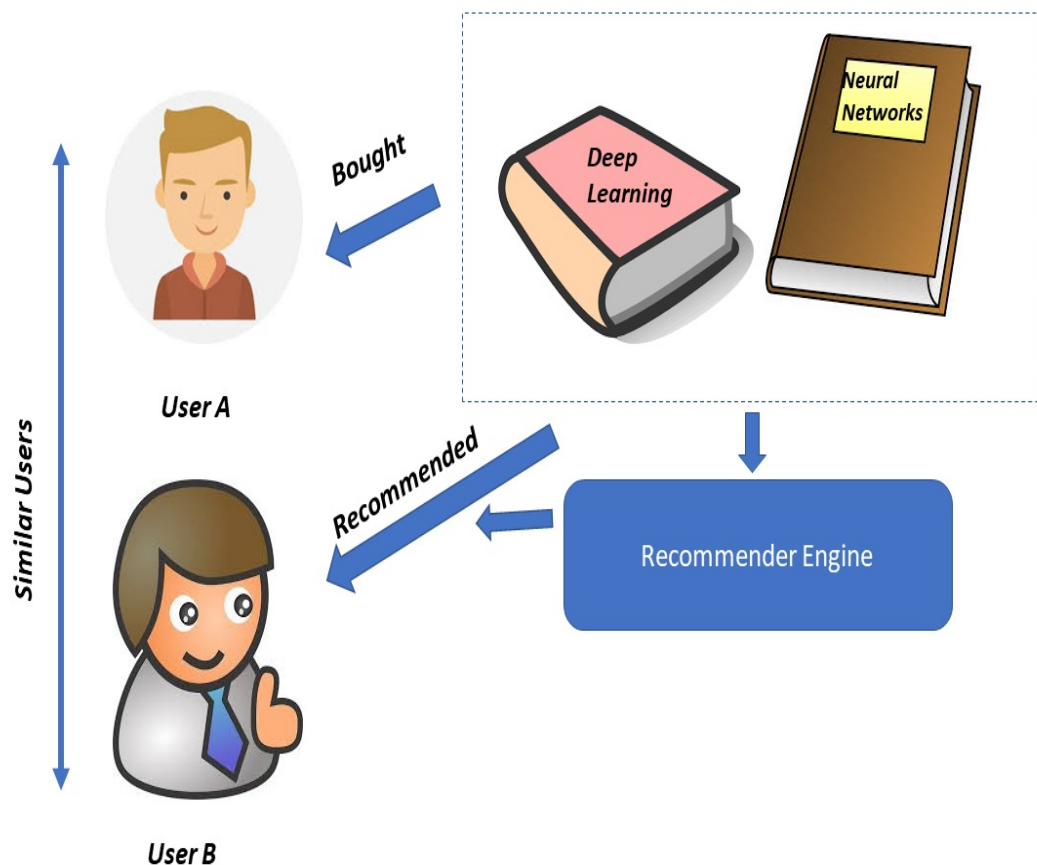 Neural
Networks
Deep
Learning
Bought
User A
Recommended
Recommender Engine
Similar Users
User B